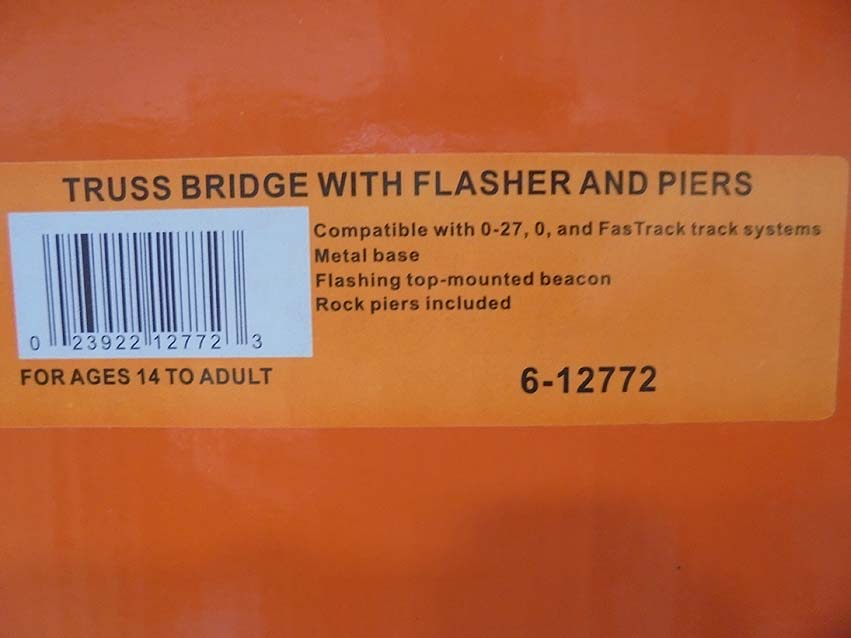 TRUSS BRIDGE WITH FLASHER AND PIERS
Compatible with 0-27, 0, and FasTrack track systems
Metal base
Flashing top-mounted beacon
Rock piers included
0 23922 12772 3
FOR AGES 14 TO ADULT
6-12772